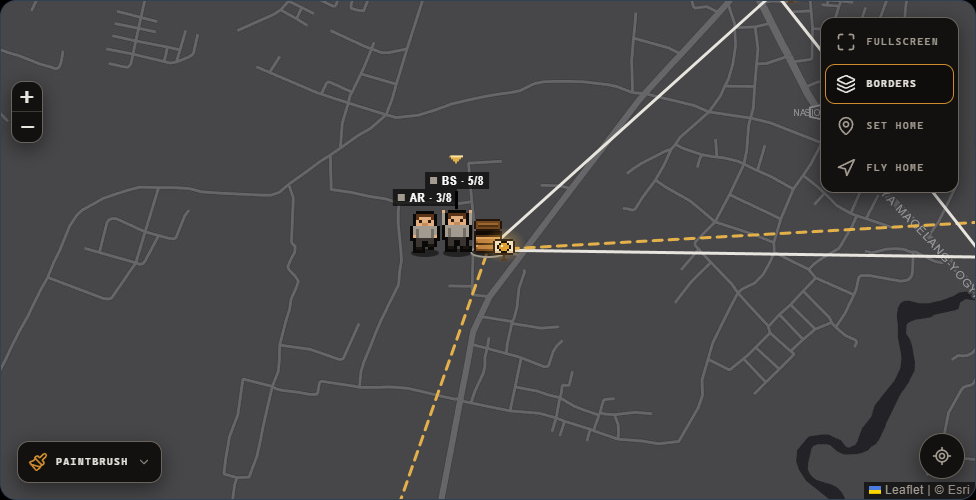 FULLSCREEN
BORDERS
SET HOME
FLY HOME
+
−
BS - 5/8
AR - 3/8
PAINTBRUSH
Leaflet | © Esri